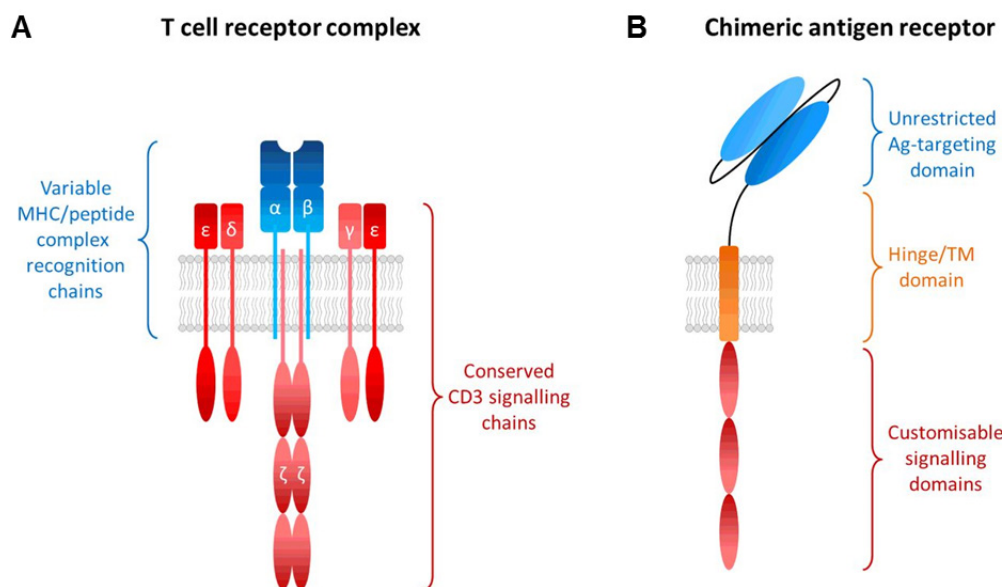 A
T cell receptor complex
Variable
MHC/peptide
complex
recognition
chains
ε
δ
α
β
γ
ε
ζ
ζ
Conserved
CD3 signalling
chains
B
Chimeric antigen receptor
Unrestricted
Ag-targeting
domain
Hinge/TM
domain
Customisable
signalling
domains